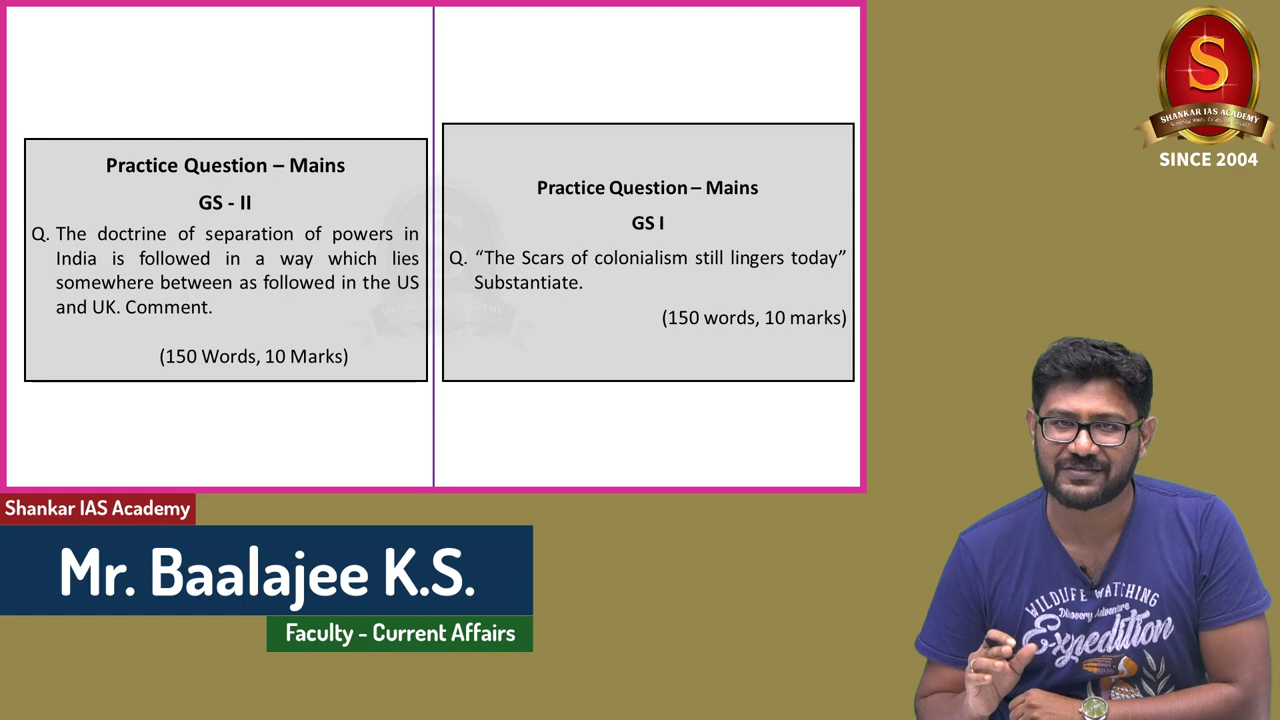 Practice Question – Mains
GS - II
Q. The doctrine of separation of powers in
India is followed in a way which lies
somewhere between as followed in the US
and UK. Comment.
(150 Words, 10 Marks)
Practice Question – Mains
GS I
Q. “The Scars of colonialism still lingers today”
Substantiate.
(150 words, 10 marks)
S
SHANKAR IAS ACADEMY
SINCE 2004
Shankar IAS Academy
Mr. Baalajee K.S.
Faculty - Current Affairs
WILDLIFE WATCHING
Discovery Adventure
Expedition